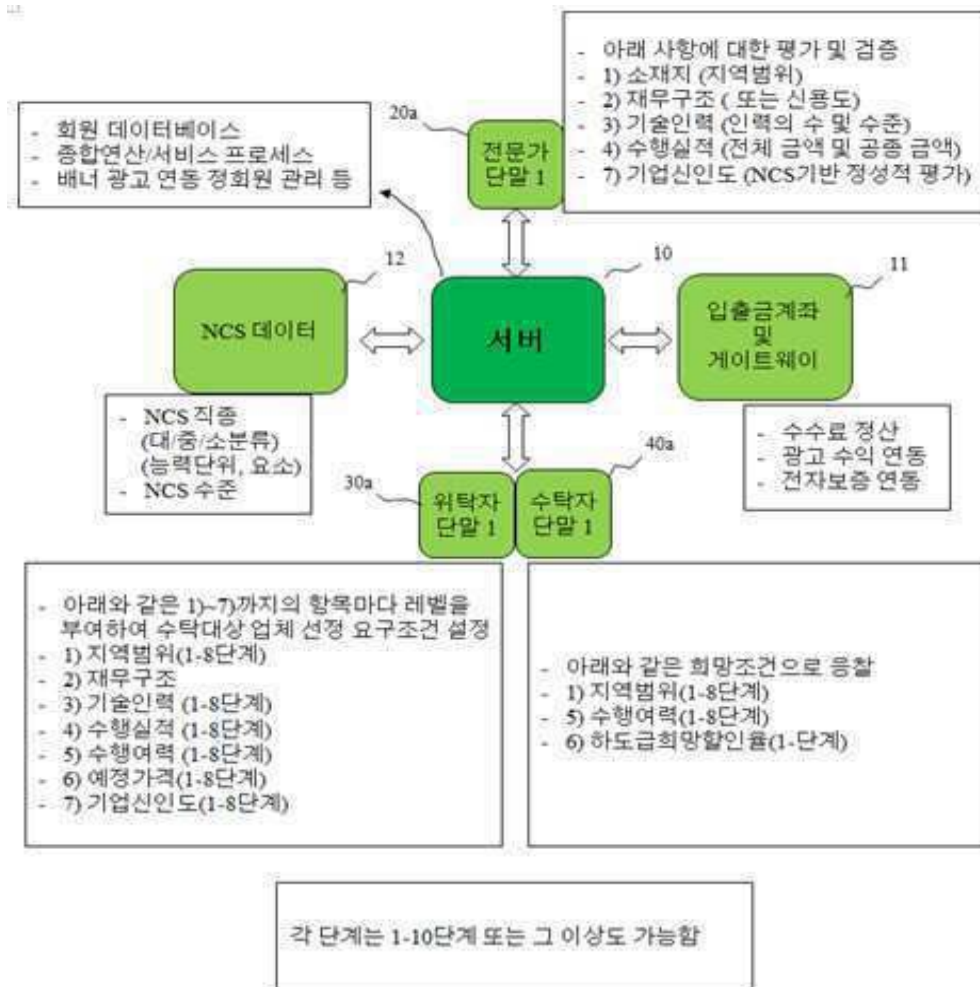 - 아래 사항에 대한 평가 및 검증
- 1) 소재지 (지역범위)
- 2) 재무구조 ( 또는 신용도)
- 3) 기술인력 (인력의 수 및 수준)
- 4) 수행실적 (전체 금액 및 공종 금액)
- 7) 기업신인도 (NCS기반 정성적 평가)
20a
전문가
단말 1
- 회원 데이터베이스
- 종합연산/서비스 프로세스
- 배너 광고 연동 정회원 관리 등
12
NCS 데이터
10
서버
11
입출금계좌
및
게이트웨이
- NCS 직종
(대/중/소분류)
(능력단위, 요소)
- NCS 수준
- 수수료 정산
- 광고 수익 연동
- 전자보증 연동
30a
위탁자
단말 1
40a
수탁자
단말 1
- 아래와 같은 1)~7)까지의 항목마다 레벨을
부여하여 수탁대상 업체 선정 요구조건 설정
- 1) 지역범위(1-8단계)
- 2) 재무구조
- 3) 기술인력 (1-8단계)
- 4) 수행실적 (1-8단계)
- 5) 수행여력 (1-8단계)
- 6) 예정가격(1-8단계)
- 7) 기업신인도(1-8단계)
- 아래와 같은 희망조건으로 응찰
- 1) 지역범위(1-8단계)
- 5) 수행여력(1-8단계)
- 6) 하도급희망할인율(1-단계)
각 단계는 1-10단계 또는 그 이상도 가능함